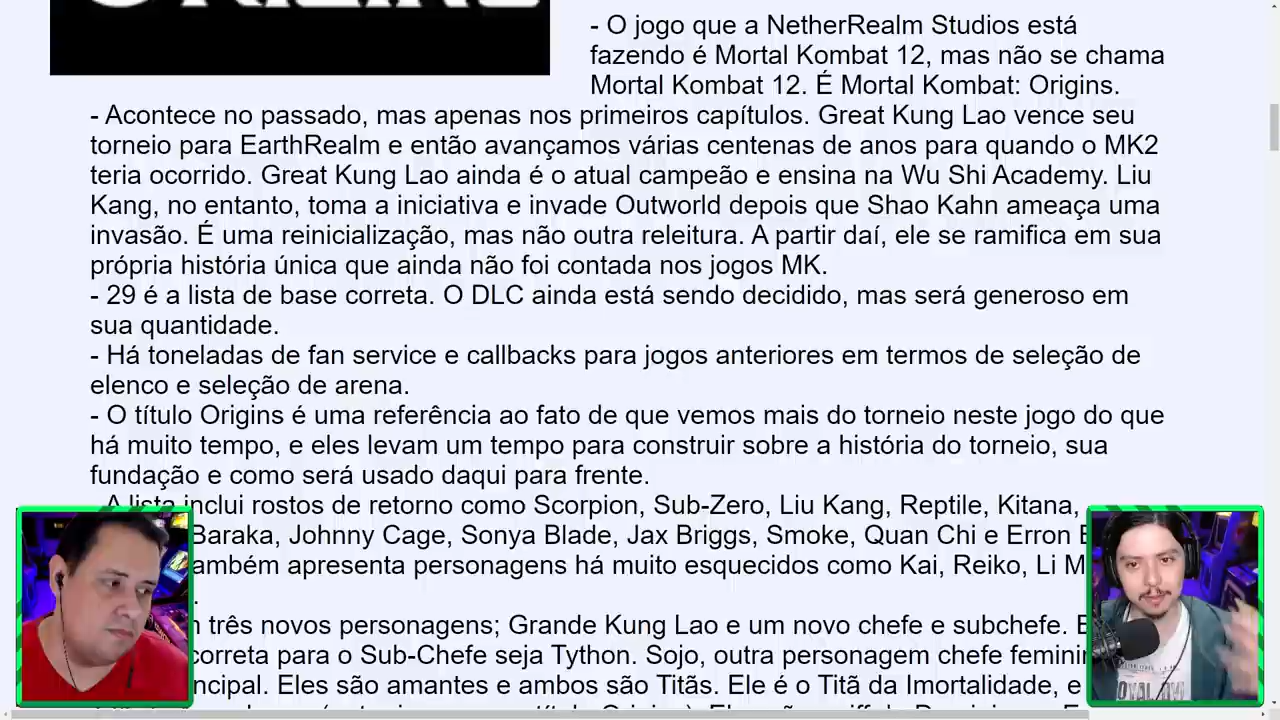 - O jogo que a NetherRealm Studios está
fazendo é Mortal Kombat 12, mas não se chama
Mortal Kombat 12. É Mortal Kombat: Origins.
- Acontece no passado, mas apenas nos primeiros capítulos. Great Kung Lao vence seu
torneio para EarthRealm e então avançamos várias centenas de anos para quando o MK2
teria ocorrido. Great Kung Lao ainda é o atual campeão e ensina na Wu Shi Academy. Liu
Kang, no entanto, toma a iniciativa e invade Outworld depois que Shao Kahn ameaça uma
invasão. É uma reinicialização, mas não outra releitura. A partir daí, ele se ramifica em sua
própria história única que ainda não foi contada nos jogos MK.
- 29 é a lista de base correta. O DLC ainda está sendo decidido, mas será generoso em
sua quantidade.
- Há toneladas de fan service e callbacks para jogos anteriores em termos de seleção de
elenco e seleção de arena.
- O título Origins é uma referência ao fato de que vemos mais do torneio neste jogo do que
há muito tempo, e eles levam um tempo para construir sobre a história do torneio, sua
fundação e como será usado daqui para frente.
A lista inclui rostos de retorno como Scorpion, Sub-Zero, Liu Kang, Reptile, Kitana,
Baraka, Johnny Cage, Sonya Blade, Jax Briggs, Smoke, Quan Chi e Erron
também apresenta personagens há muito esquecidos como Kai, Reiko, Li
três novos personagens; Grande Kung Lao e um novo chefe e subchefe.
correta para o Sub-Chefe seja Tython. Sojo, outra personagem chefe
Eles são amantes e ambos são Titãs. Ele é o Titã da Imortalidade, e